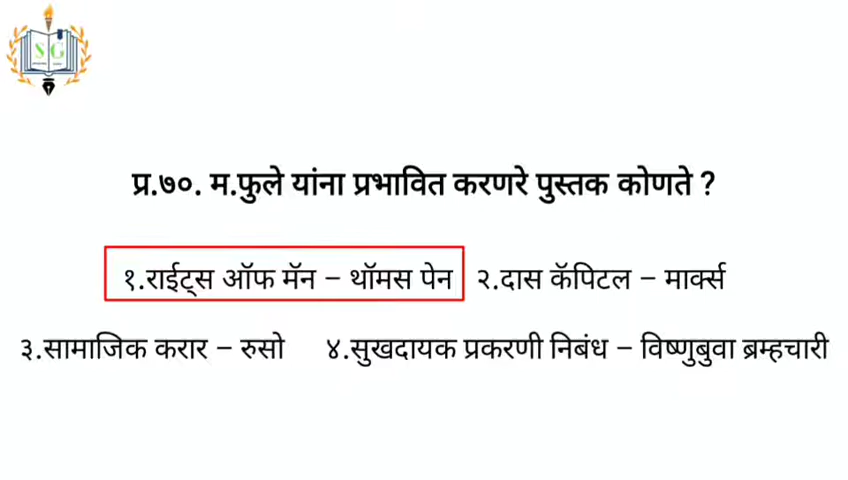 S G
प्र.७०. म.फुले यांना प्रभावित करणरे पुस्तक कोणते ?
१.राईट्स ऑफ मॅन – थॉमस पेन २.दास कॅपिटल – मार्क्स
३.सामाजिक करार – रुसो ४.सुखदायक प्रकरणी निबंध – विष्णुबुवा ब्रम्हचारी